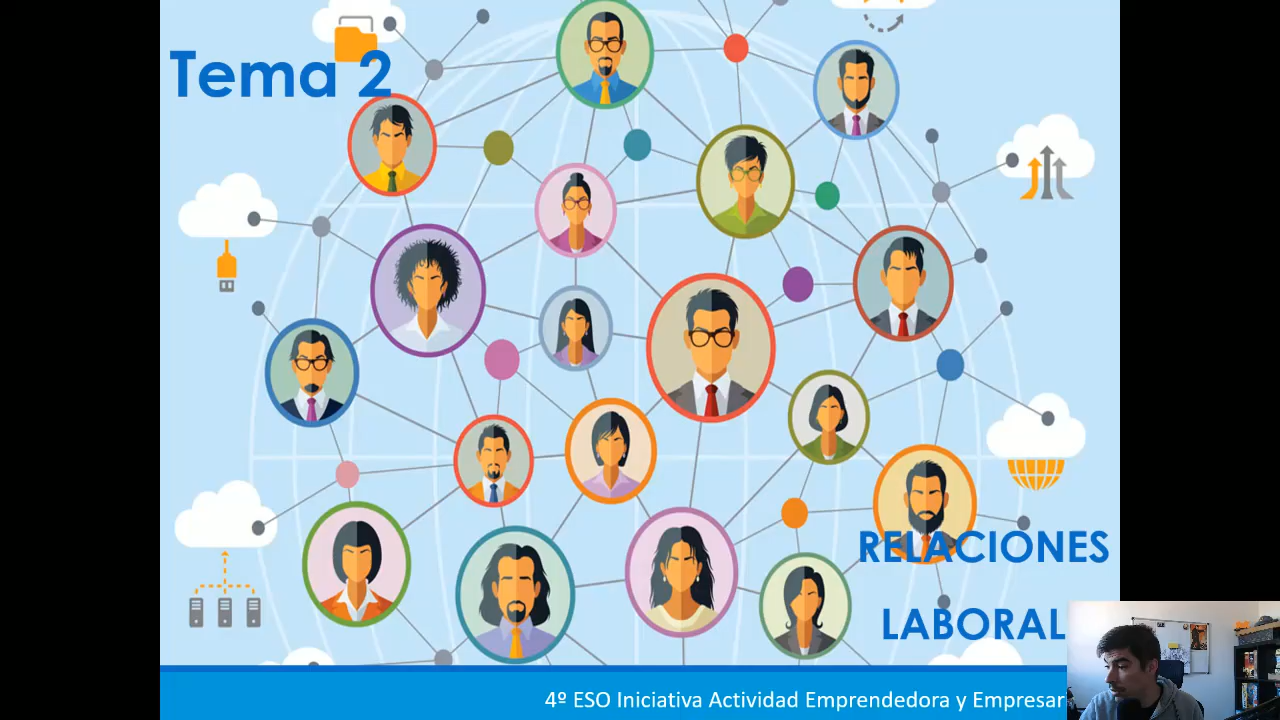 Tema 2
RELACIONES
LABORAL
4º ESO Iniciativa Actividad Emprendedora y Empresar